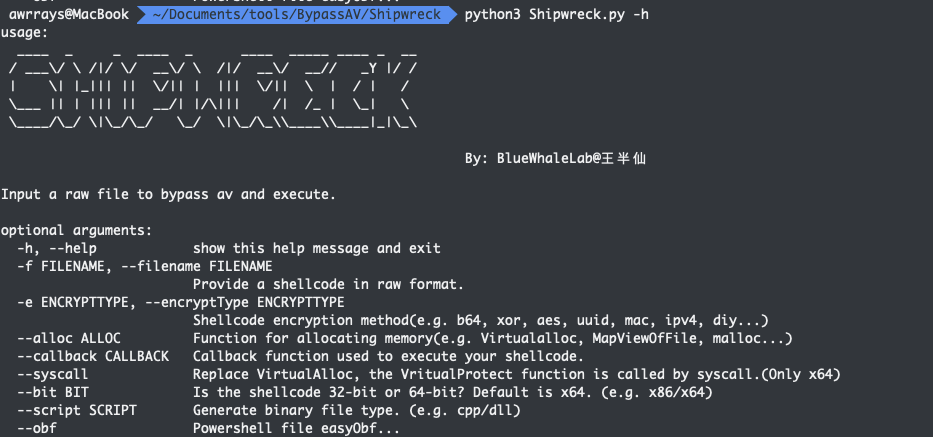 awrrays@MacBook ~/Documents/tools/BypassAV/Shipwreck python3 Shipwreck.py -h
usage:
SHIPWRECK
By: BlueWhaleLab@王半仙
Input a raw file to bypass av and execute.
optional arguments:
-h, --help show this help message and exit
-f FILENAME, --filename FILENAME
Provide a shellcode in raw format.
-e ENCRYPTTYPE, --encryptType ENCRYPTTYPE
Shellcode encryption method(e.g. b64, xor, aes, uuid, mac, ipv4, diy...)
--alloc ALLOC Function for allocating memory(e.g. Virtualalloc, MapViewOfFile, malloc...)
--callback CALLBACK Callback function used to execute your shellcode.
--syscall Replace VirtualAlloc, the VritualProtect function is called by syscall.(Only x64)
--bit BIT Is the shellcode 32-bit or 64-bit? Default is x64. (e.g. x86/x64)
--script SCRIPT Generate binary file type. (e.g. cpp/dll)
--obf Powershell file easyObf...